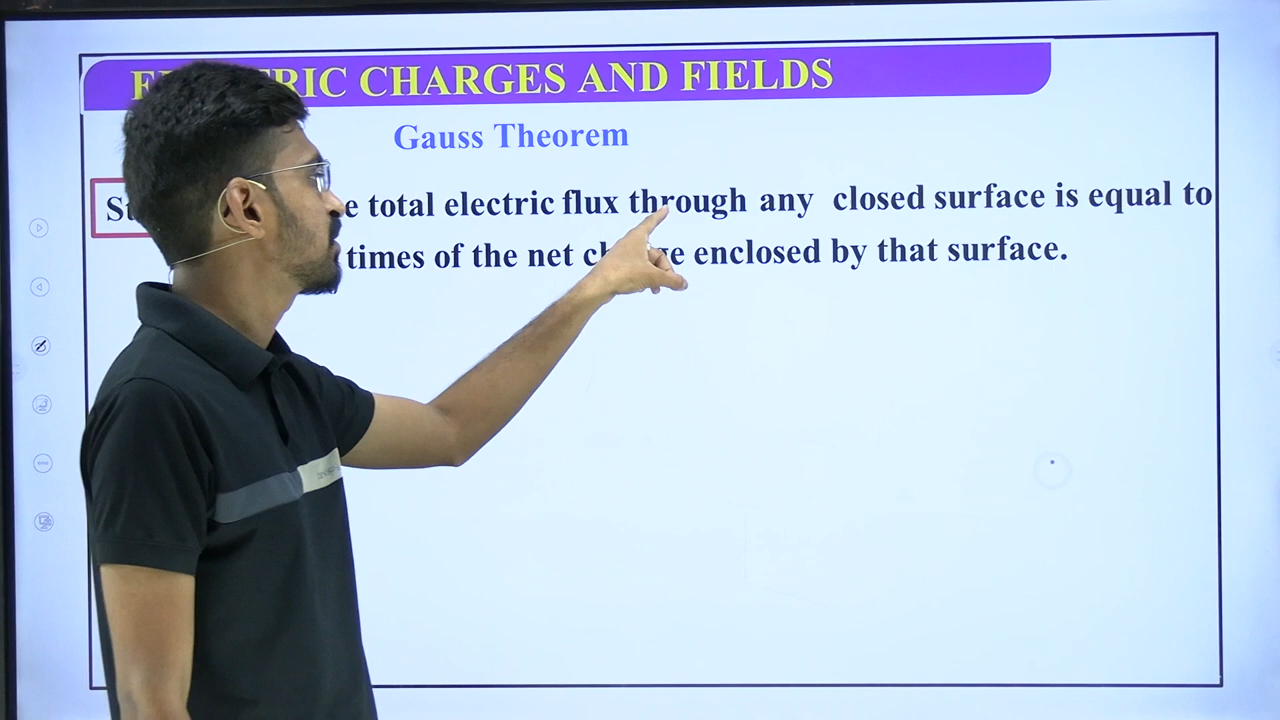 CHARGES AND FIELDS
Gauss Theorem
total electric flux through any closed surface is equal to
times of the net enclosed by that surface.